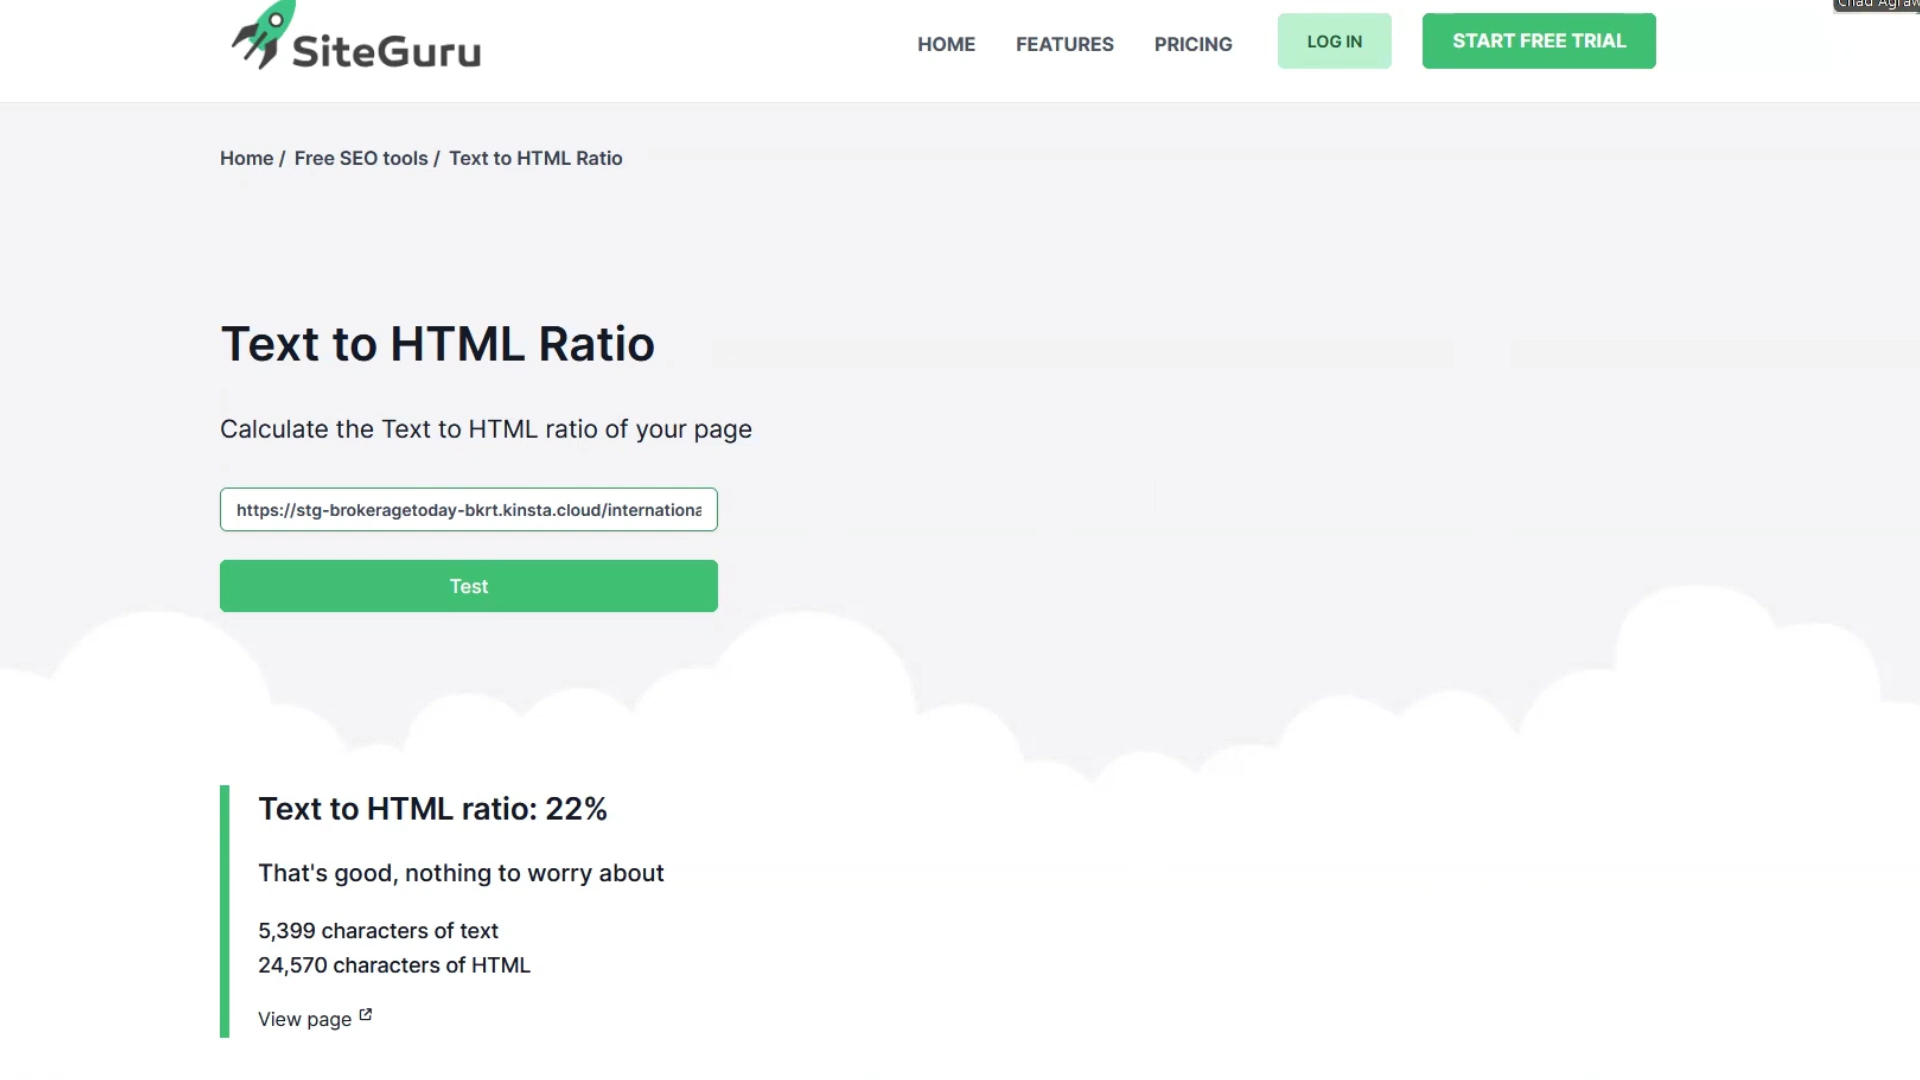 SiteGuru
HOME
FEATURES
PRICING
LOG IN
START FREE TRIAL
Home / Free SEO tools / Text to HTML Ratio
Text to HTML Ratio
Calculate the Text to HTML ratio of your page
https://stg-brokeragetoday-bkrt.kinsta.cloud/internationa
Test
Text to HTML ratio: 22%
That's good, nothing to worry about
5,399 characters of text
24,570 characters of HTML
View page